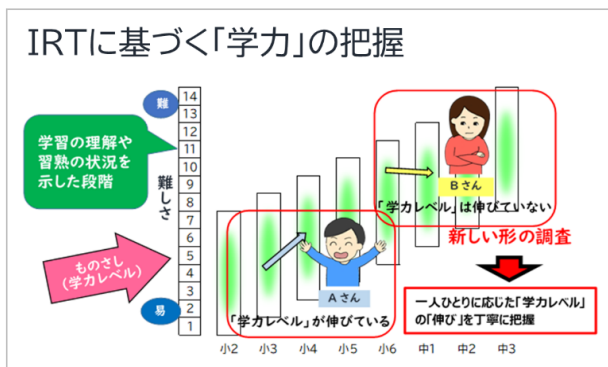 IRTに基づく「学力」の把握
難
14
13
12
11
10
9
8
7
6
5
4
3
2
1
難しさ
易
学習の理解や
習熟の状況を
示した段階
ものさし
(学力レベル)
Aさん
「学力レベル」が伸びている
Bさん
「学力レベル」は伸びていない
新しい形の調査
一人ひとりに応じた「学力レベル」
の「伸び」を丁寧に把握
小2 小3 小4 小5 小6 中1 中2 中3